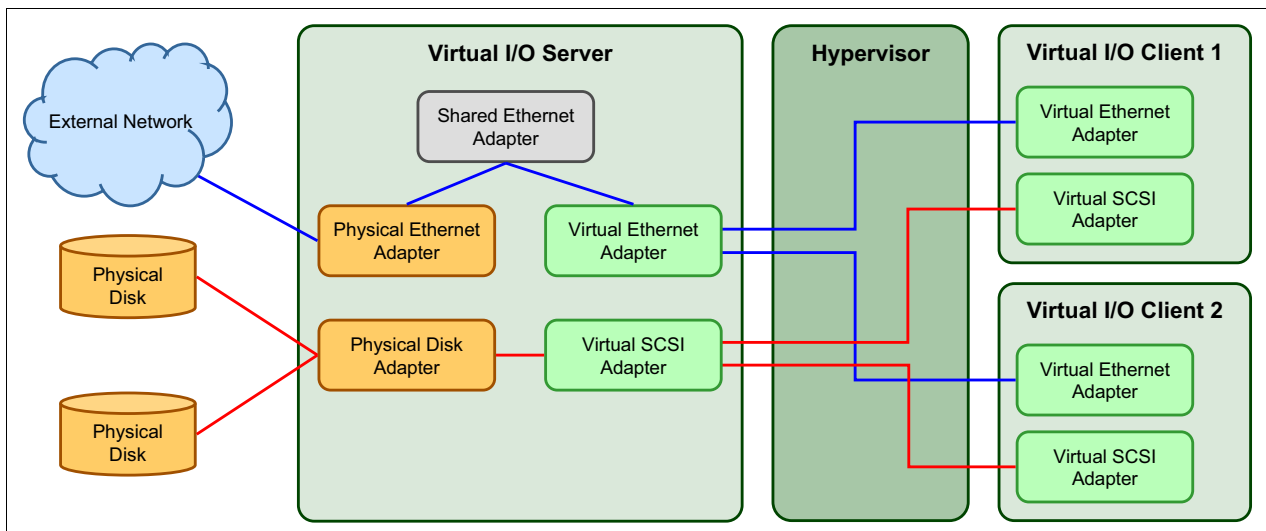 Virtual I/O Server
Hypervisor
Virtual I/O Client 1
External Network
Shared Ethernet
Adapter
Virtual Ethernet
Adapter
Virtual SCSI
Adapter
Physical Ethernet
Adapter
Virtual Ethernet
Adapter
Physical
Disk
Physical Disk
Adapter
Virtual SCSI
Adapter
Physical
Disk
Virtual I/O Client 2
Virtual Ethernet
Adapter
Virtual SCSI
Adapter